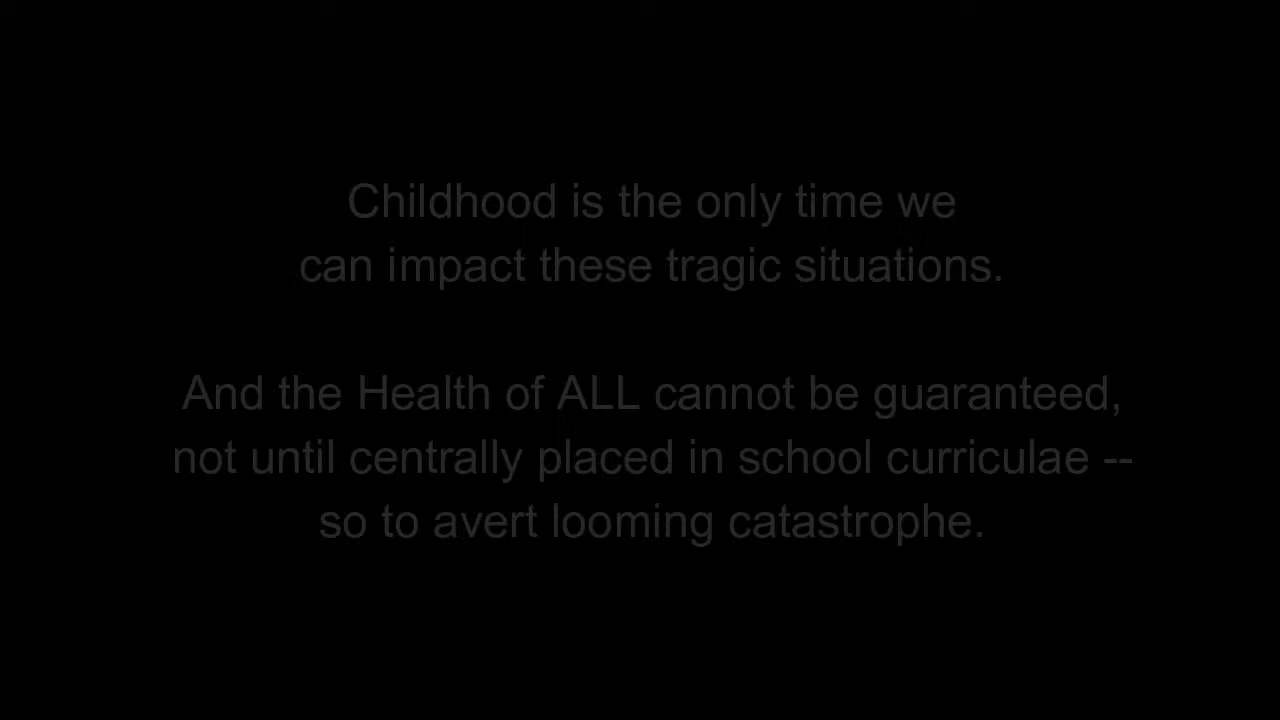 Childhood is the only time we
can impact these tragic situations.
And the Health of ALL cannot be guaranteed,
not until centrally placed in school curriculae --
so to avert looming catastrophe.